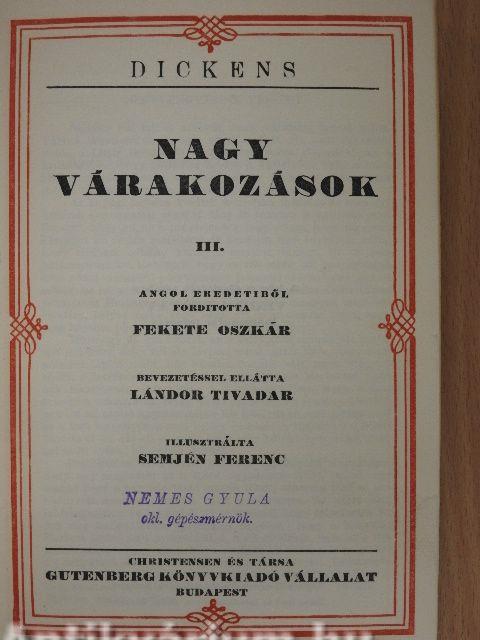 DICKENS
NAGY
VÁRAKOZÁSOK
III.
ANGOL EREDETIBŐL
FORDITOTTA
FEKETE OSZKÁR
BEVEZETÉSSEL ELLÁTTA
LÁNDOR TIVADAR
ILLUSZTRÁLTA
SEMJÉN FERENC
NEMES GYULA
okl. gépészmérnök.
CHRISTENSEN ÉS TÁRSA
GUTENBERG KÖNYVKIADÓ VÁLLALAT
BUDAPEST